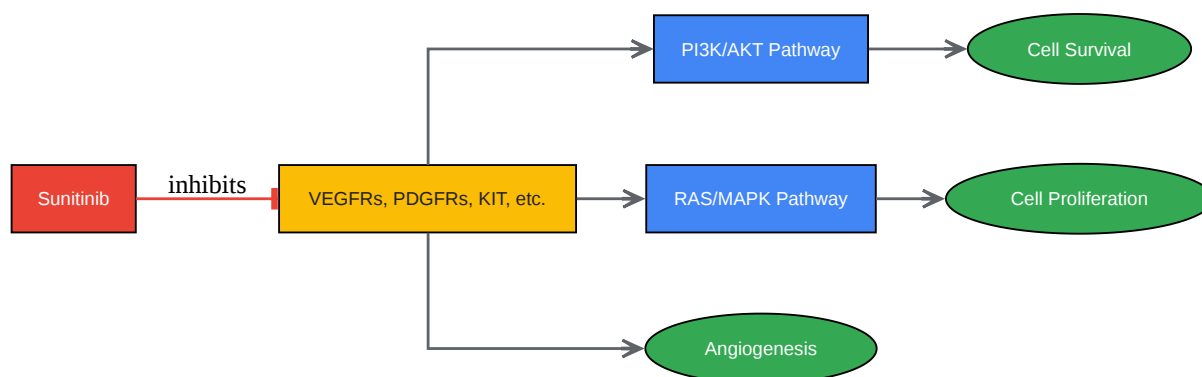 PI3K/AKT Pathway
Cell Survival
Sunitinib
inhibits
VEGFRs, PDGFRs, KIT, etc.
RAS/MAPK Pathway
Cell Proliferation
Angiogenesis